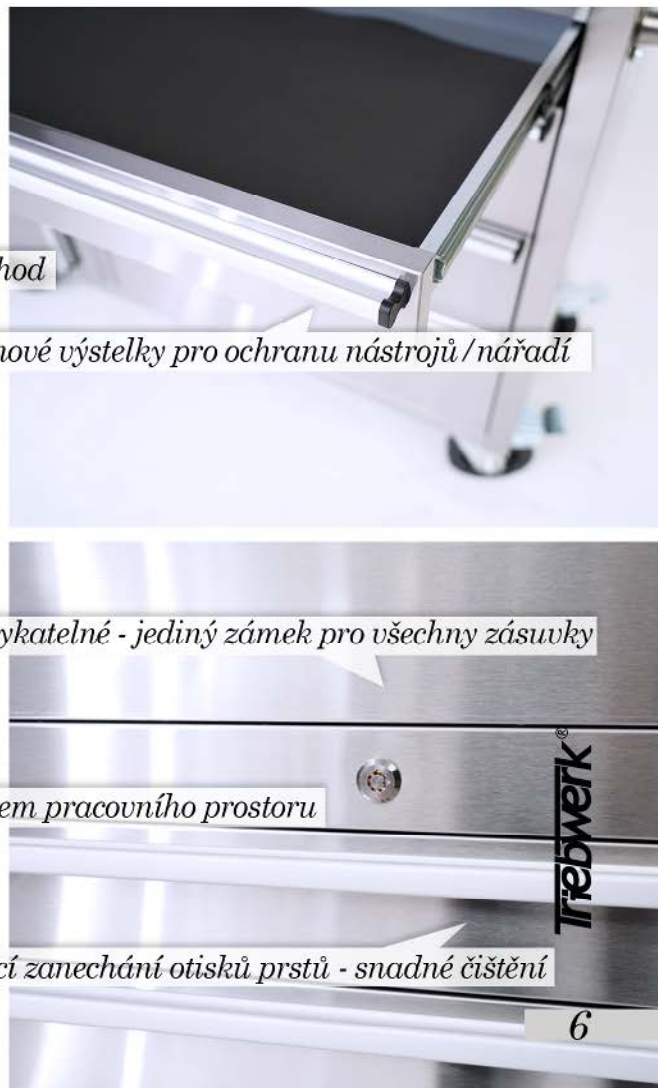 hod
nové výstelky pro ochranu nástrojů/nářadí
ykatelné - jediný zámek pro všechny zásuvky
em pracovního prostoru
cí zanechání otisků prstů - snadné čištění
Triebwerk®
6